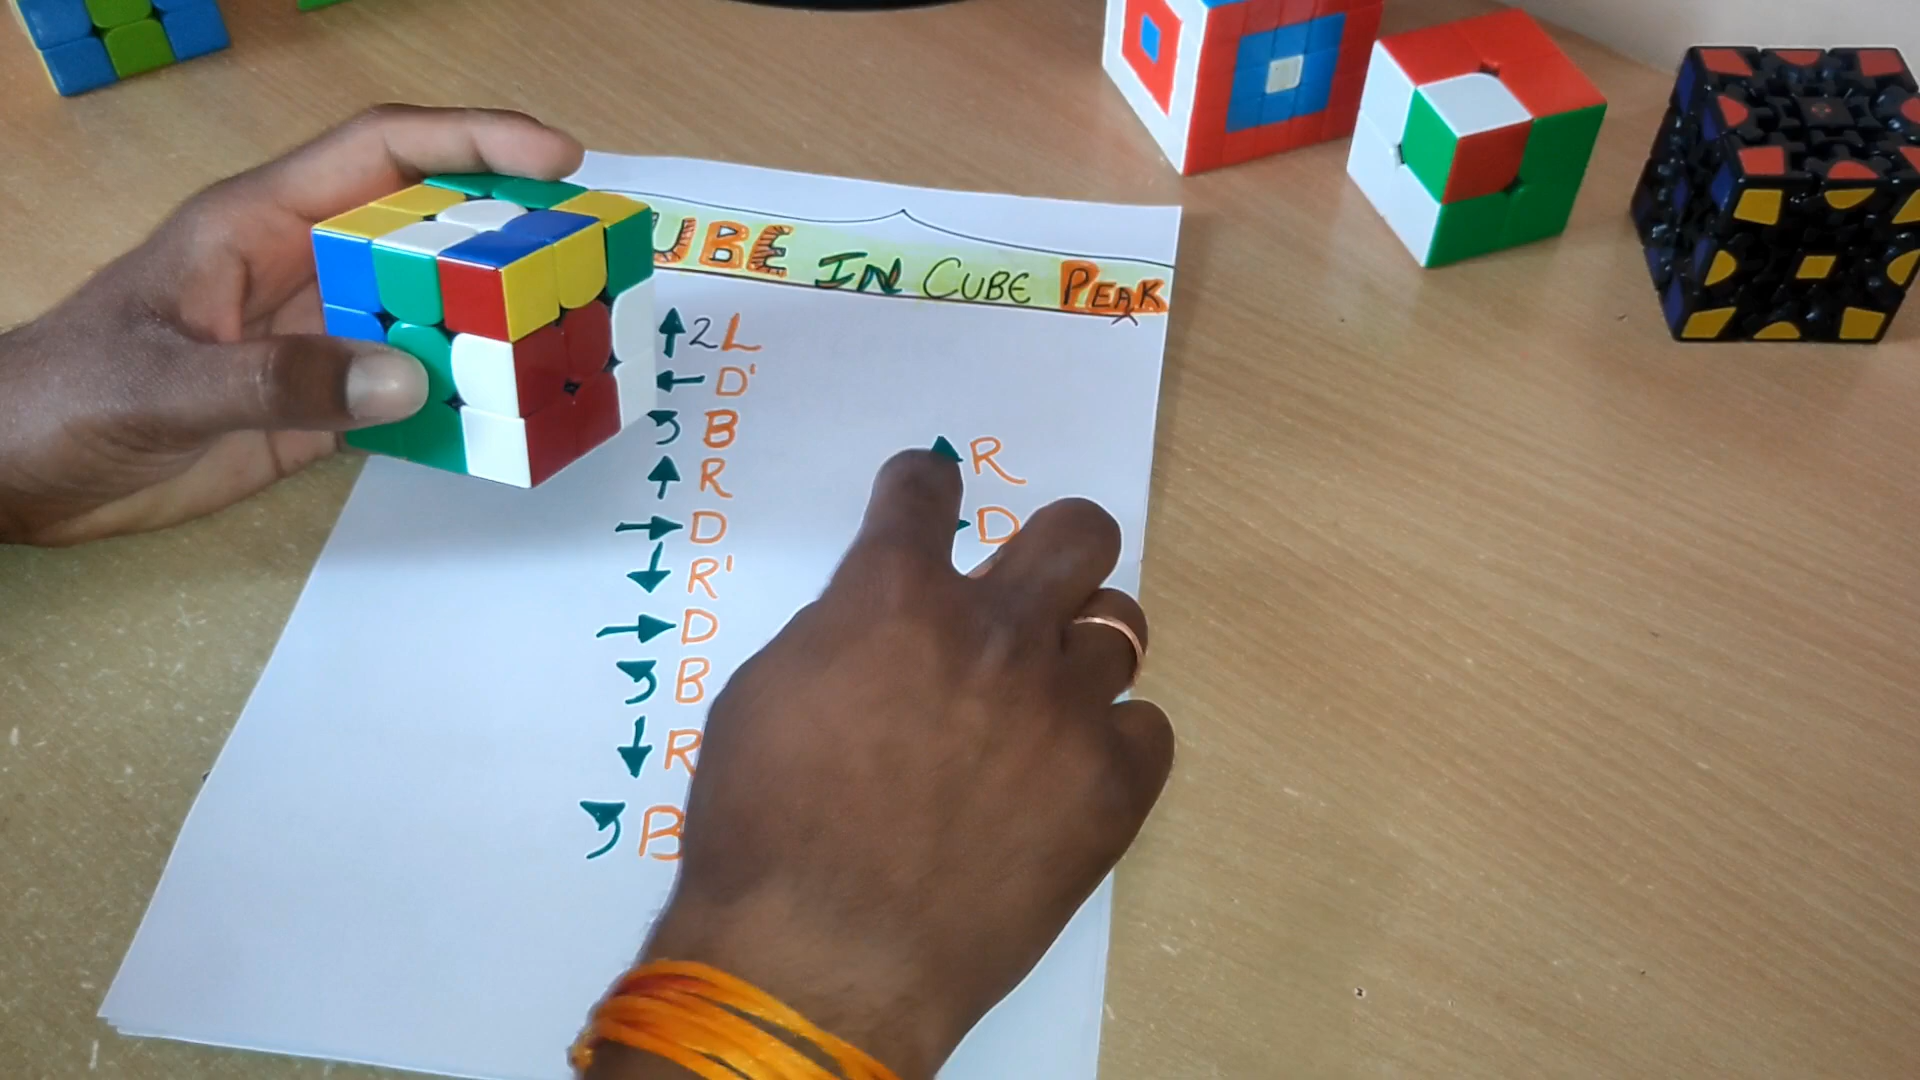 UBE IN CUBE PEAK
↑ 2L
← D'
B
↑ R
→ D
↓ R'
→ D
B
↓ R
B
R
D